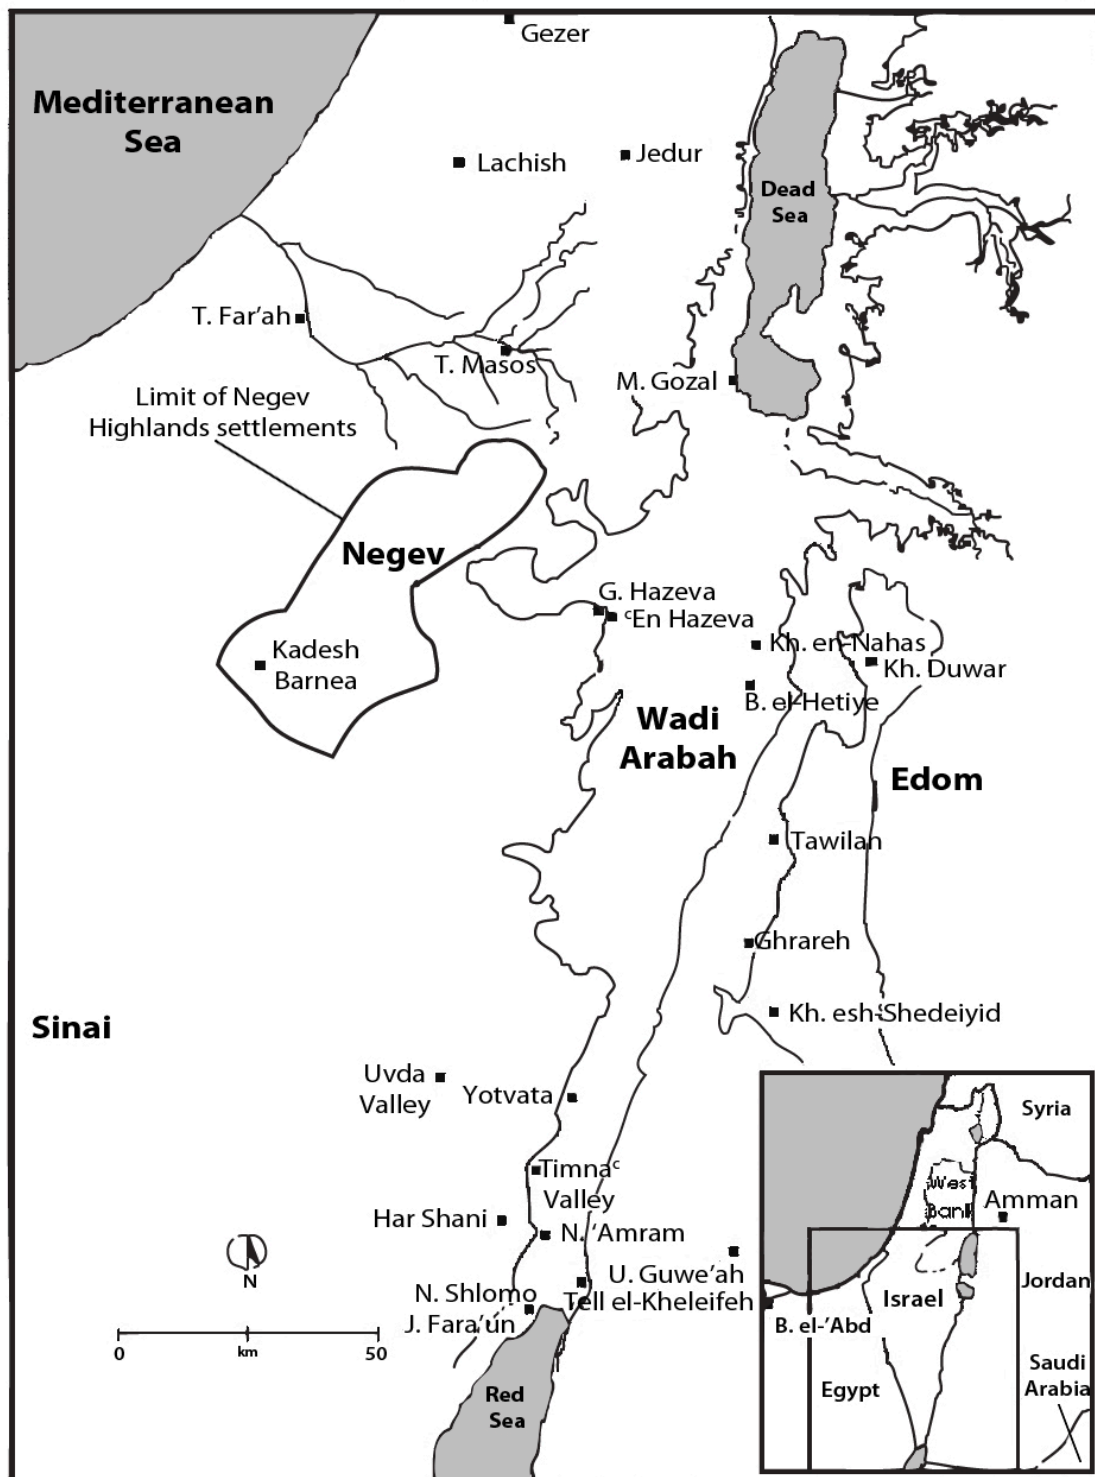 Gezer
Mediterranean
Sea
Lachish
Jedur
Dead
Sea
T. Far’ah
T. Masos
M. Gozal
Limit of Negev
Highlands settlements
Negev
G. Hazeva
ᶜEn Hazeva
Kadesh
Barnea
Kh. en-Nahas
Kh. Duwar
B. el-Hetiye
Wadi
Arabah
Edom
Tawilan
Ghrareh
Sinai
Kh. esh-Shedeiyid
Uvda
Valley
Yotvata
Timnaᶜ
Valley
Har Shani
N. ’Amram
U. Guwe’ah
N. Shlomo
Tell el-Kheleifeh
J. Fara’un
N
0
km
50
Red
Sea
Syria
West
Bank
Amman
Jordan
Israel
B. el-’Abd
Egypt
Saudi
Arabia